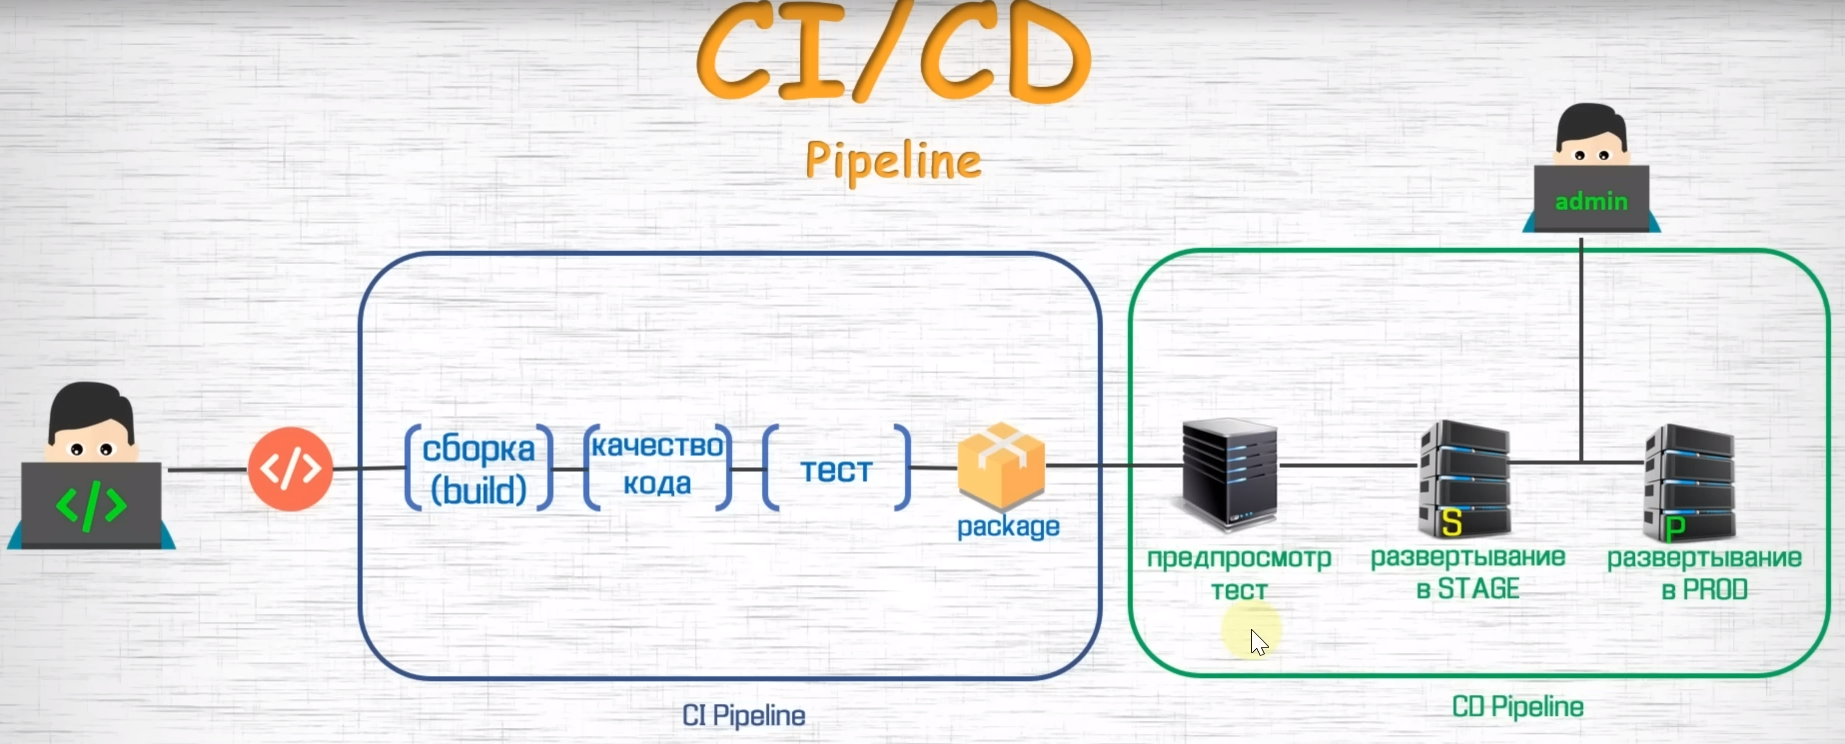 CI/CD
Pipeline
admin
</>
</>
сборка
(build)
качество
кода
тест
package
предпросмотр
тест
S
развертывание
в STAGE
P
развертывание
в PROD
CI Pipeline
CD Pipeline